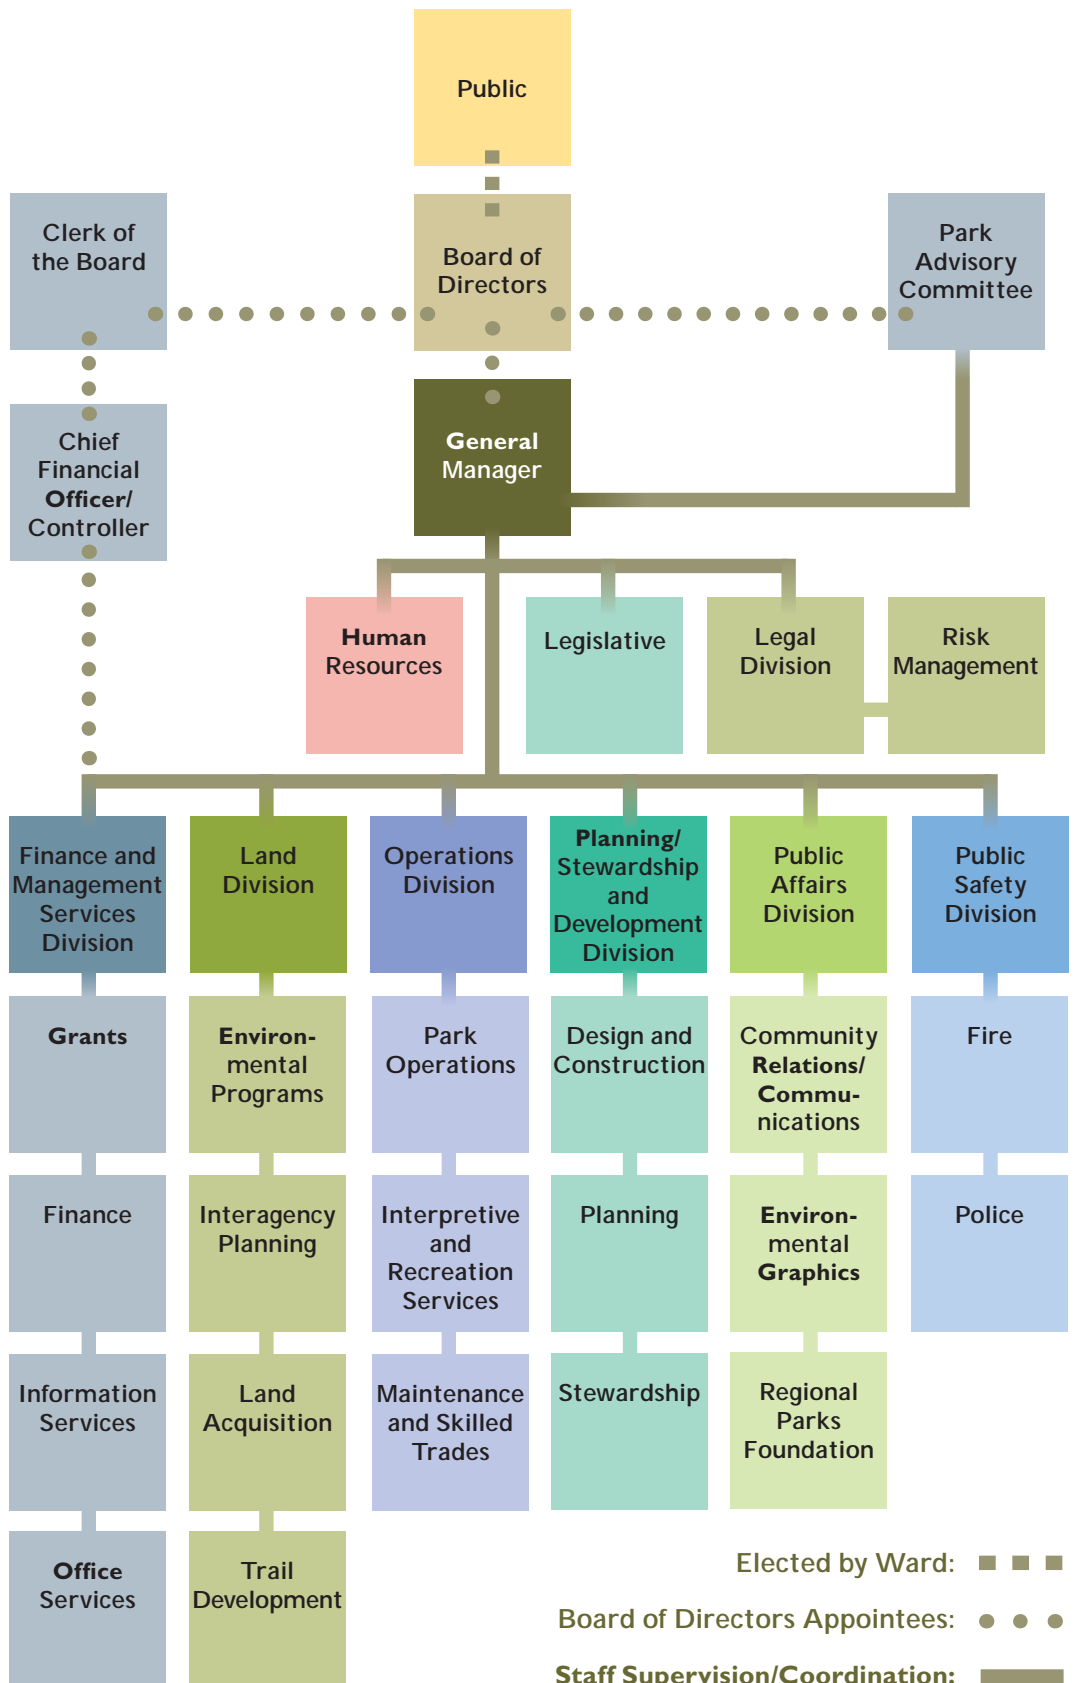 Public
Clerk of
the Board
Board of
Directors
Park
Advisory
Committee
Chief
Financial
Officer/
Controller
General
Manager
Human
Resources
Legislative
Legal
Division
Risk
Management
Finance and
Management
Services
Division
Land
Division
Operations
Division
Planning/
Stewardship
and
Development
Division
Public
Affairs
Division
Public
Safety
Division
Grants
Environ-
mental
Programs
Park
Operations
Design and
Construction
Community
Relations/
Commu-
nications
Fire
Finance
Interagency
Planning
Interpretive
and
Recreation
Services
Planning
Environ-
mental
Graphics
Police
Information
Services
Land
Acquisition
Maintenance
and Skilled
Trades
Stewardship
Regional
Parks
Foundation
Office
Services
Trail
Development
Elected by Ward:
Board of Directors Appointees:
Staff Supervision/Coordination: